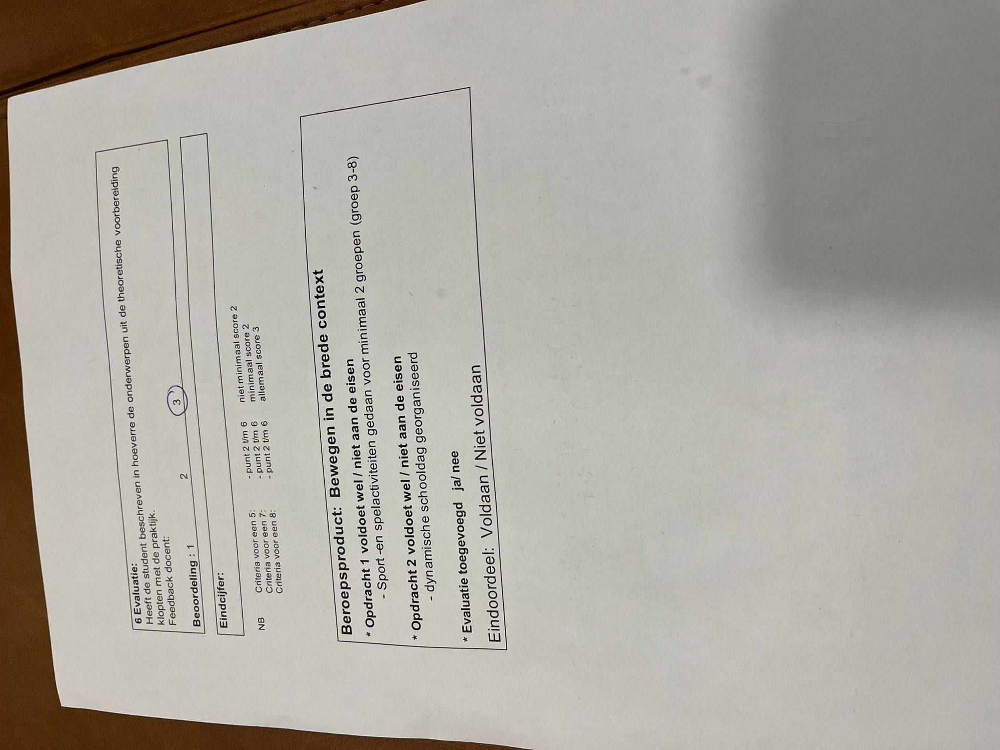 6 Evaluatie:
Heeft de student beschreven in hoeverre de onderwerpen uit de theoretische voorbereiding
klopten met de praktijk.
Feedback docent:
Beoordeling : 1 2 3
Eindcijfer:
NB Criteria voor een 5: - punt 2 t/m 6 niet minimaal score 2
Criteria voor een 7: - punt 2 t/m 6 minimaal score 2
Criteria voor een 8: - punt 2 t/m 6 allemaal score 3
Beroepsproduct: Bewegen in de brede context
* Opdracht 1 voldoet wel / niet aan de eisen
- Sport -en spelactiviteiten gedaan voor minimaal 2 groepen (groep 3-8)
* Opdracht 2 voldoet wel / niet aan de eisen
- dynamische schooldag georganiseerd
* Evaluatie toegevoegd ja/ nee
Eindoordeel: Voldaan / Niet voldaan